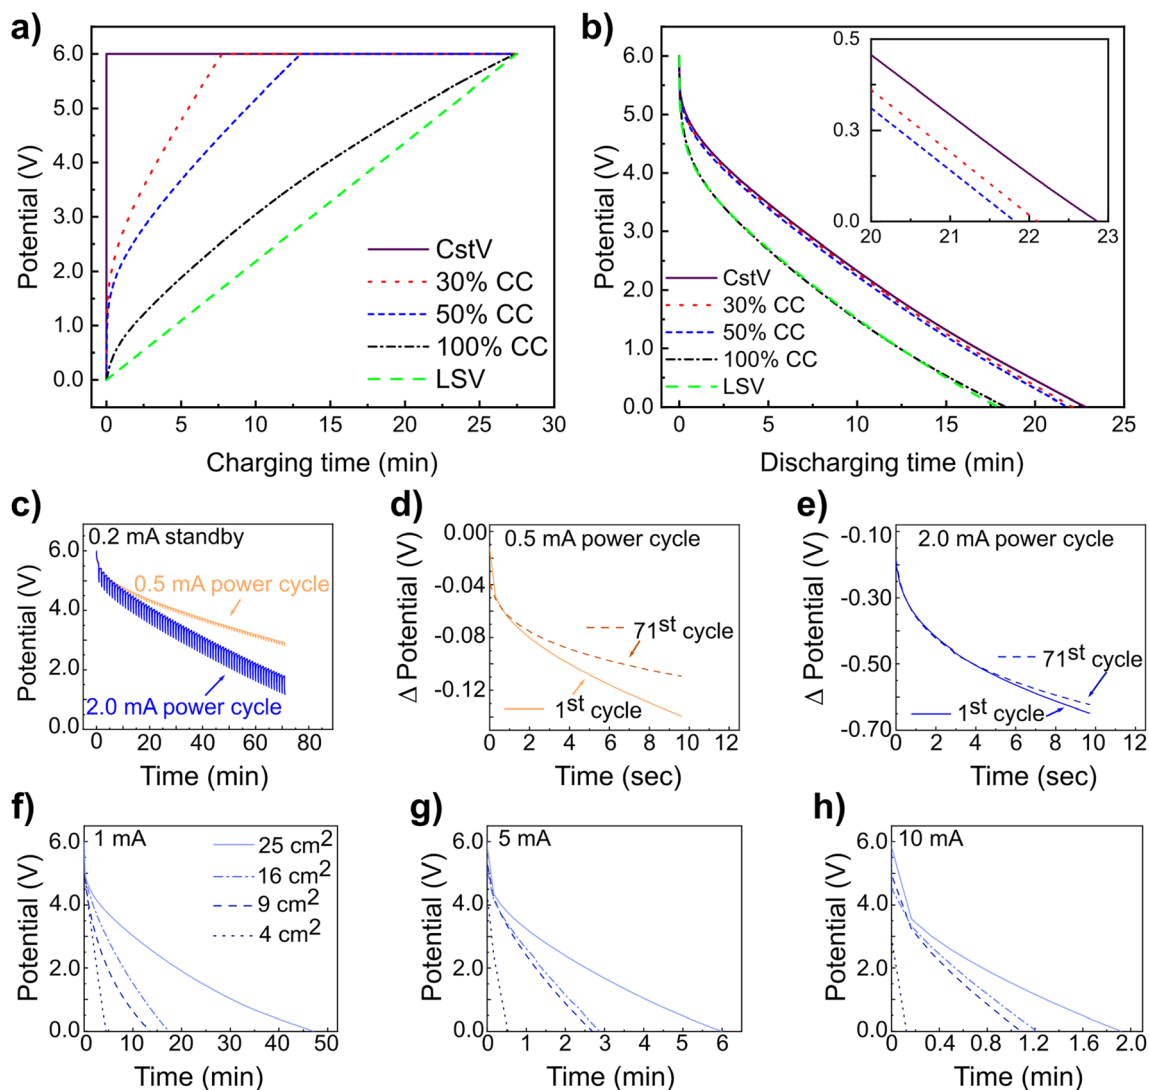 a)
6.0
5.0
4.0
3.0
2.0
1.0
0.0
Potential (V)
CstV
30% CC
50% CC
100% CC
LSV
0 5 10 15 20 25 30
Charging time (min)
b)
6.0
5.0
4.0
3.0
2.0
1.0
0.0
Potential (V)
0.5
0.3
0.0
20 21 22 23
CstV
30% CC
50% CC
100% CC
LSV
0 5 10 15 20 25
Discharging time (min)
c)
0.2 mA standby
6.0
4.0
2.0
0.0
Potential (V)
0.5 mA power cycle
2.0 mA power cycle
0 20 40 60 80
Time (min)
d)
0.00
-0.04
-0.08
-0.12
Δ Potential (V)
0.5 mA power cycle
71st cycle
1st cycle
0 2 4 6 8 10 12
Time (sec)
e)
-0.10
-0.30
-0.50
-0.70
Δ Potential (V)
2.0 mA power cycle
71st cycle
1st cycle
0 2 4 6 8 10 12
Time (sec)
f)
6.0
4.0
2.0
0.0
Potential (V)
1 mA
25 cm2
16 cm2
9 cm2
4 cm2
0 10 20 30 40 50
Time (min)
g)
6.0
4.0
2.0
0.0
Potential (V)
5 mA
0 1 2 3 4 5 6
Time (min)
h)
6.0
4.0
2.0
0.0
Potential (V)
10 mA
0 0.4 0.8 1.2 1.6 2.0
Time (min)